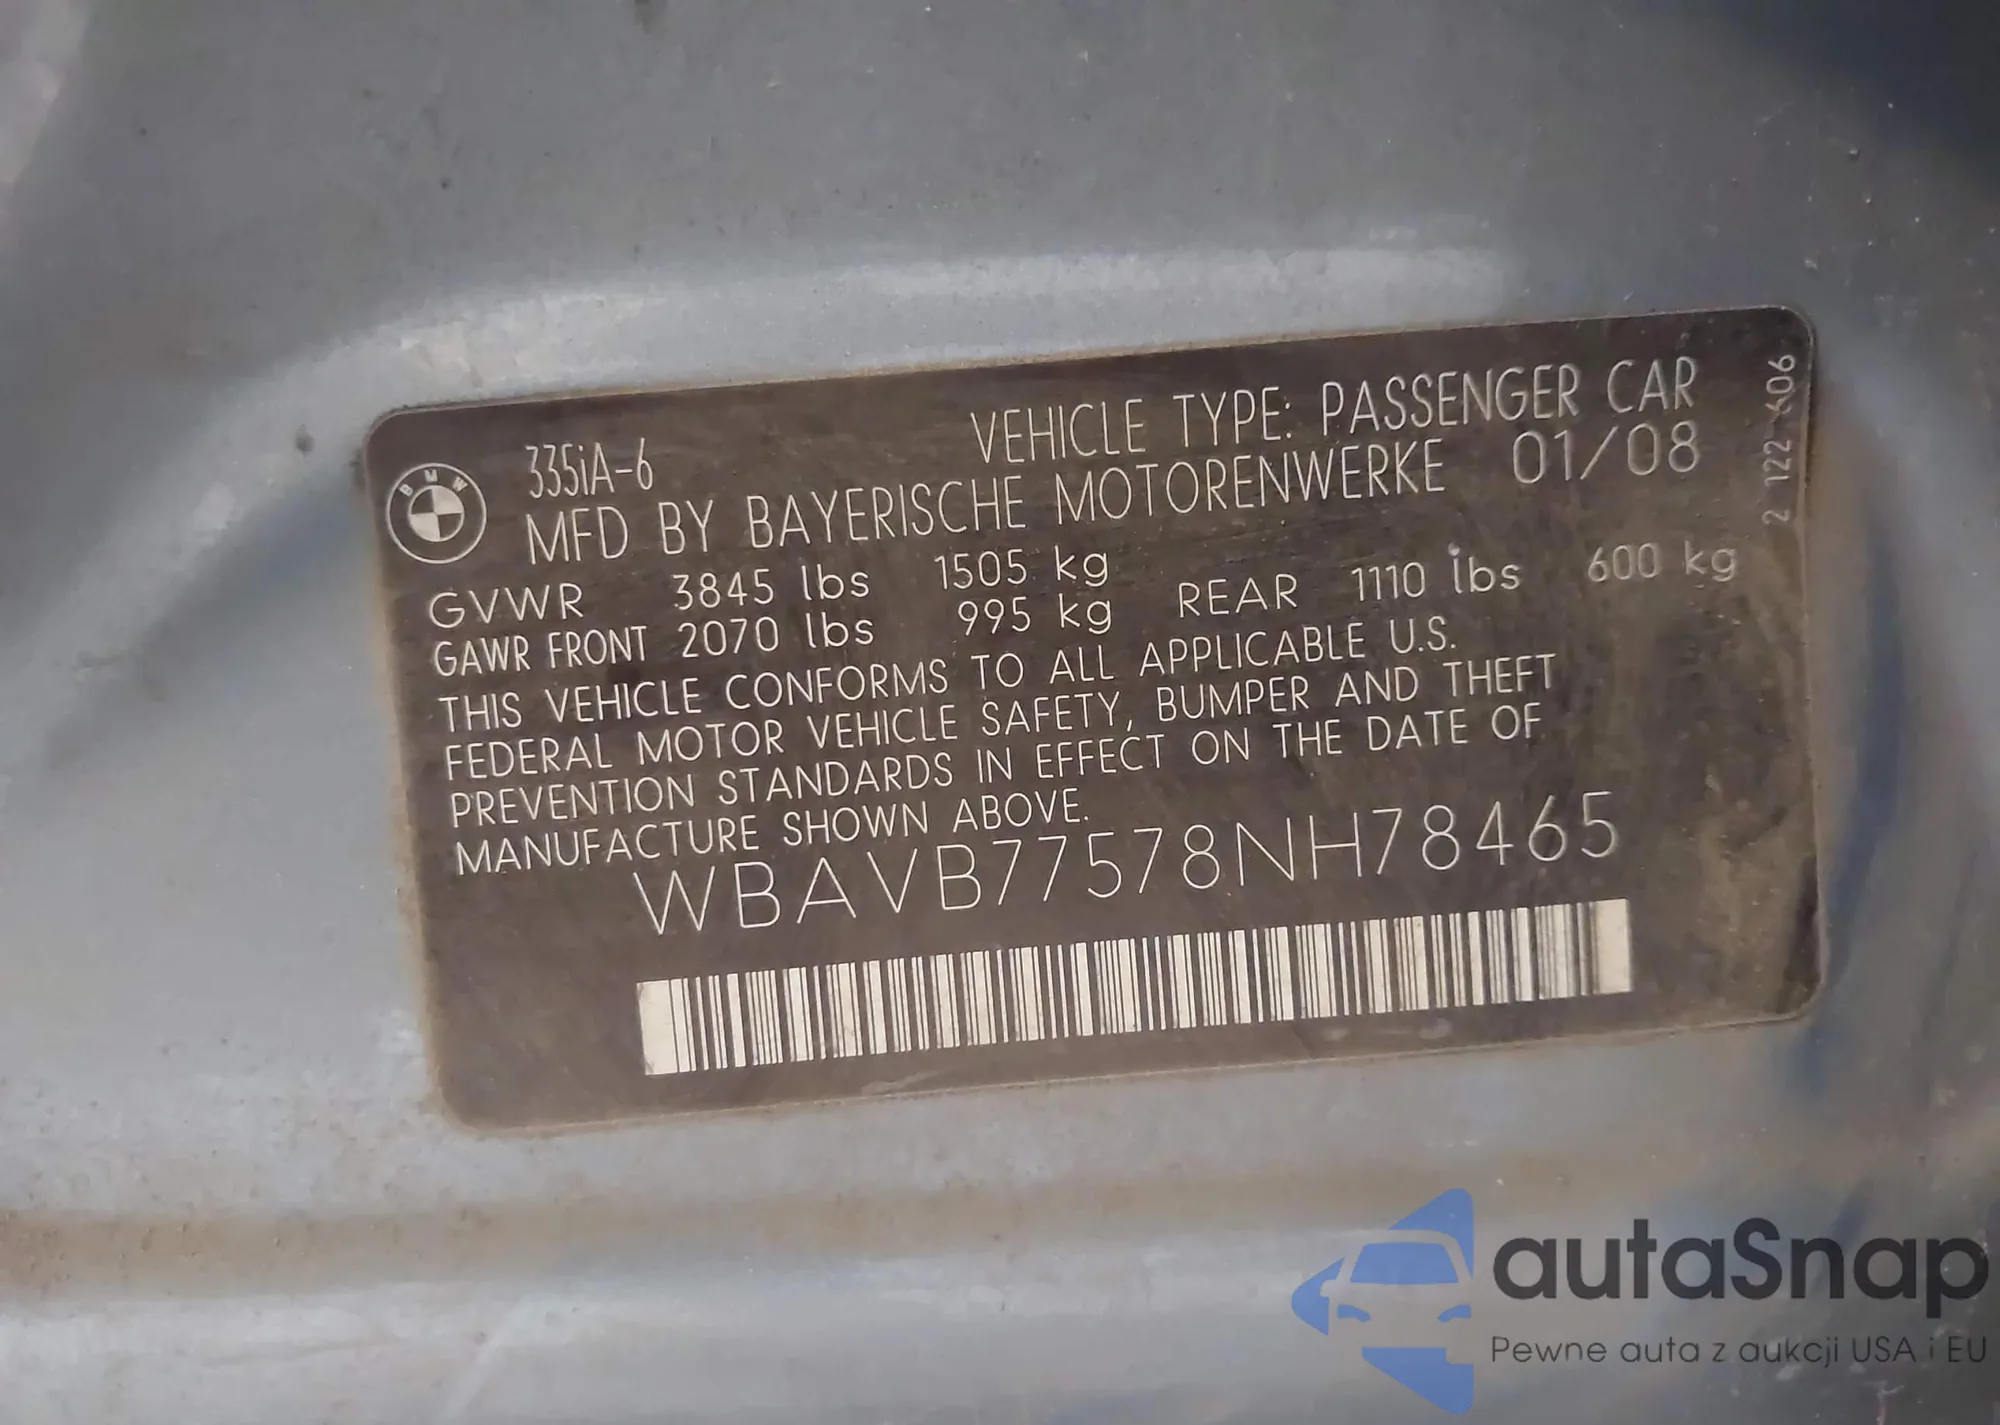 BMW
335iA-6
VEHICLE TYPE: PASSENGER CAR
MFD BY BAYERISCHE MOTORENWERKE 01/08
GVWR 3845 lbs 1505 kg
GAWR FRONT 2070 lbs 995 kg REAR 1110 lbs 600 kg
THIS VEHICLE CONFORMS TO ALL APPLICABLE U.S.
FEDERAL MOTOR VEHICLE SAFETY, BUMPER AND THEFT
PREVENTION STANDARDS IN EFFECT ON THE DATE OF
MANUFACTURE SHOWN ABOVE.
WBAVB77578NH78465
2 122 606
autaSnap
Pewne auta z aukcji USA i EU